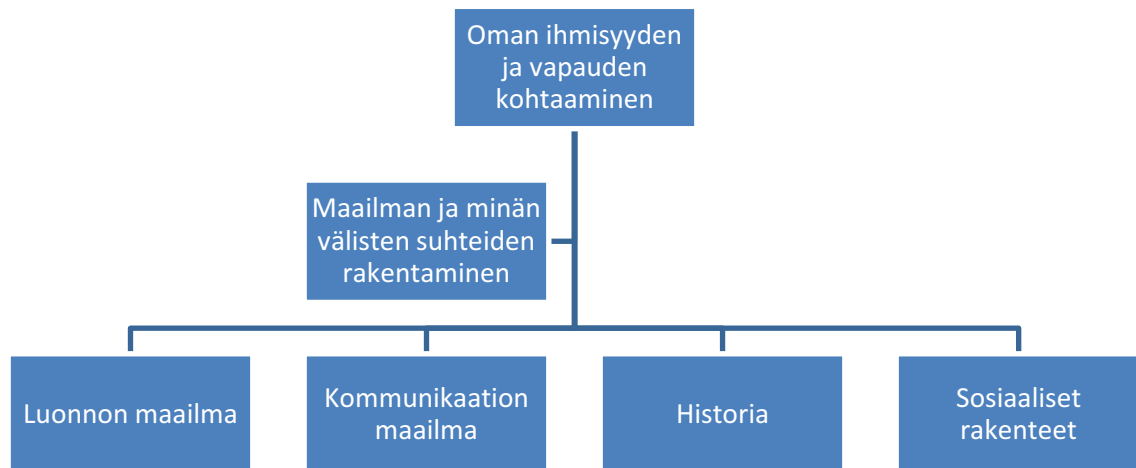 Oman ihmisyyden
ja vapauden
kohtaaminen
Maailman ja minän
välisten suhteiden
rakentaminen
Luonnon maailma
Kommunikaation
maailma
Historia
Sosiaaliset
rakenteet